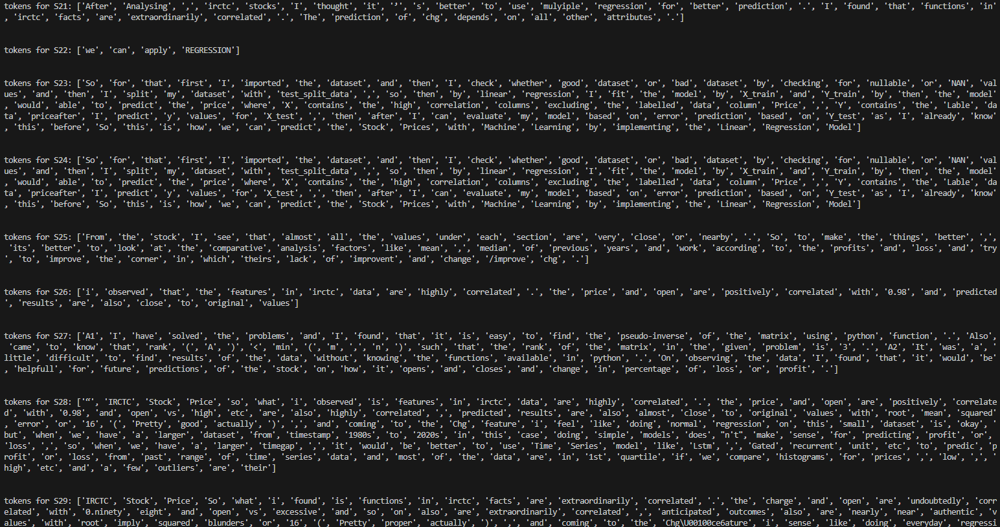 tokens for S21: ['After', 'Analysing', ',', 'irctc', 'stocks', 'I', 'thought', 'it', '’', 's', 'better', 'to', 'use', 'mulyiple', 'regression', 'for', 'better', 'prediction', '.', 'I', 'found', 'that', 'functions', 'in'
, 'irctc', 'facts', 'are', 'extraordinarily', 'correlated', '.', 'The', 'prediction', 'of', 'chg', 'depends', 'on', 'all', 'other', 'attributes', '.']
tokens for S22: ['we', 'can', 'apply', 'REGRESSION']
tokens for S23: ['So', 'for', 'that', 'first', 'I', 'imported', 'the', 'dataset', 'and', 'then', 'I', 'check', 'whether', 'good', 'dataset', 'or', 'bad', 'dataset', 'by', 'checking', 'for', 'nullable', 'or', 'NAN', 'val
ues', 'and', 'then', 'I', 'split', 'my', 'dataset', 'with', 'test_split_data', ',', 'so', 'then', 'by', 'linear', 'regression', 'I', 'fit', 'the', 'model', 'by', 'X_train', 'and', 'Y_train', 'by', 'then', 'the', 'model'
, 'would', 'able', 'to', 'predict', 'the', 'price', 'where', 'X', 'contains', 'the', 'high', 'correlation', 'columns', 'excluding', 'the', 'labelled', 'data', 'column', 'Price', ',', 'Y', 'contains', 'the', 'Lable', 'da
ta', 'priceafter', 'I', 'predict', 'y', 'values', 'for', 'X_test', ',', 'then', 'after', 'I', 'can', 'evaluate', 'my', 'model', 'based', 'on', 'error', 'prediction', 'based', 'on', 'Y_test', 'as', 'I', 'already', 'know'
, 'this', 'before', 'So', 'this', 'is', 'how', 'we', 'can', 'predict', 'the', 'Stock', 'Prices', 'with', 'Machine', 'Learning', 'by', 'implementing', 'the', 'Linear', 'Regression', 'Model']
tokens for S24: ['So', 'for', 'that', 'first', 'I', 'imported', 'the', 'dataset', 'and', 'then', 'I', 'check', 'whether', 'good', 'dataset', 'or', 'bad', 'dataset', 'by', 'checking', 'for', 'nullable', 'or', 'NAN', 'val
ues', 'and', 'then', 'I', 'split', 'my', 'dataset', 'with', 'test_split_data', ',', 'so', 'then', 'by', 'linear', 'regression', 'I', 'fit', 'the', 'model', 'by', 'X_train', 'and', 'Y_train', 'by', 'then', 'the', 'model'
, 'would', 'able', 'to', 'predict', 'the', 'price', 'where', 'X', 'contains', 'the', 'high', 'correlation', 'columns', 'excluding', 'the', 'labelled', 'data', 'column', 'Price', ',', 'Y', 'contains', 'the', 'Lable', 'da
ta', 'priceafter', 'I', 'predict', 'y', 'values', 'for', 'X_test', ',', 'then', 'after', 'I', 'can', 'evaluate', 'my', 'model', 'based', 'on', 'error', 'prediction', 'based', 'on', 'Y_test', 'as', 'I', 'already', 'know'
, 'this', 'before', 'So', 'this', 'is', 'how', 'we', 'can', 'predict', 'the', 'Stock', 'Prices', 'with', 'Machine', 'Learning', 'by', 'implementing', 'the', 'Linear', 'Regression', 'Model']
tokens for S25: ['From', 'the', 'stock', 'I', 'see', 'that', 'almost', 'all', 'the', 'values', 'under', 'each', 'section', 'are', 'very', 'close', 'or', 'nearby', '.', 'So', 'to', 'make', 'the', 'things', 'better', ',',
 'its', 'better', 'to', 'look', 'at', 'the', 'comparative', 'analysis', 'factors', 'like', 'mean', ',', 'median', 'of', 'previous', 'years', 'and', 'work', 'according', 'to', 'the', 'profits', 'and', 'loss', 'and', 'try
', 'to', 'improve', 'the', 'corner', 'in', 'which', 'theirs', 'lack', 'of', 'improvent', 'and', 'change', '/improve', 'chg', '.']
tokens for S26: ['i', 'observed', 'that', 'the', 'features', 'in', 'irctc', 'data', 'are', 'highly', 'correlated', '.', 'the', 'price', 'and', 'open', 'are', 'positively', 'correlated', 'with', '0.98', 'and', 'predicted
', 'results', 'are', 'also', 'close', 'to', 'original', 'values']
tokens for S27: ['A1', 'I', 'have', 'solved', 'the', 'problems', 'and', 'I', 'found', 'that', 'it', 'is', 'easy', 'to', 'find', 'the', 'pseudo-inverse', 'of', 'the', 'matrix', 'using', 'python', 'function', '.', 'Also',
 'came', 'to', 'know', 'that', 'rank', '(', 'A', ')', '<', 'min', '(', 'm', ',', 'n', ')', 'such', 'that', 'the', 'rank', 'of', 'the', 'matrix', 'in', 'the', 'given', 'problem', 'is', '3', '.', 'A2', 'It', 'was', 'a', '
little', 'difficult', 'to', 'find', 'results', 'of', 'the', 'data', 'without', 'knowing', 'the', 'functions', 'available', 'in', 'python', '.', 'On', 'observing', 'the', 'data', 'I', 'found', 'that', 'it', 'would', 'be'
, 'helpfull', 'for', 'future', 'predictions', 'of', 'the', 'stock', 'on', 'how', 'it', 'opens', 'and', 'closes', 'and', 'change', 'in', 'percentage', 'of', 'loss', 'or', 'profit', '.']
tokens for S28: ['“', 'IRCTC', 'Stock', 'Price', 'so', 'what', 'i', 'observed', 'is', 'features', 'in', 'irctc', 'data', 'are', 'highly', 'correlated', '.', 'the', 'price', 'and', 'open', 'are', 'positively', 'correlate
d', 'with', '0.98', 'and', 'open', 'vs', 'high', 'etc', 'are', 'also', 'highly', 'correlated', ',', 'predicted', 'results', 'are', 'also', 'almost', 'close', 'to', 'original', 'values', 'with', 'root', 'mean', 'squared'
, 'error', 'or', '16', '(', 'Pretty', 'good', 'actually', ')', ',', 'and', 'coming', 'to', 'the', 'Chg', 'feature', 'i', 'feel', 'like', 'doing', 'normal', 'regression', 'on', 'this', 'small', 'dataset', 'is', 'okay', '
but', 'when', 'we', 'have', 'a', 'larger', 'dataset', 'from', 'timestamp', '1980s', 'to', '2020s', 'in', 'this', 'case', 'doing', 'simple', 'models', 'does', "n't", 'make', 'sense', 'for', 'predicting', 'profit', 'or',
'loss', ',', 'so', 'when', 'we', 'have', 'a', 'larger', 'timegap', ',', 'it', 'would', 'be', 'better', 'to', 'use', 'Time', 'Series', 'model', 'like', 'Lstm', ',', 'Gated', 'recurrent', 'unit', 'etc', 'to', 'predic', 'p
rofit', 'or', 'loss', 'from', 'past', 'range', 'of', 'time', 'series', 'data', 'and', 'most', 'of', 'the', 'data', 'are', 'in', '1st', 'quartile', 'if', 'we', 'compare', 'histograms', 'for', 'prices', ',', 'low', ',', '
high', 'etc', 'and', 'a', 'few', 'outliers', 'are', 'their']
tokens for S29: ['IRCTC', 'Stock', 'Price', 'So', 'what', 'i', 'found', 'is', 'functions', 'in', 'irctc', 'facts', 'are', 'extraordinarily', 'correlated', '.', 'the', 'charge', 'and', 'open', 'are', 'undoubtedly', 'corr
elated', 'with', '0.ninety', 'eight', 'and', 'open', 'vs', 'excessive', 'and', 'so', 'on', 'also', 'are', 'extraordinarily', 'correlated', ',', 'anticipated', 'outcomes', 'also', 'are', 'nearly', 'near', 'authentic', 'v
alues', 'with', 'root', 'imply', 'squared', 'blunders', 'or', '16', '(', 'Pretty', 'proper', 'actually', ')', ',', 'and', 'coming', 'to', 'the', 'Chg\U00100ce6ature', 'i', 'sense', 'like', 'doing', 'everyday', 'regressi